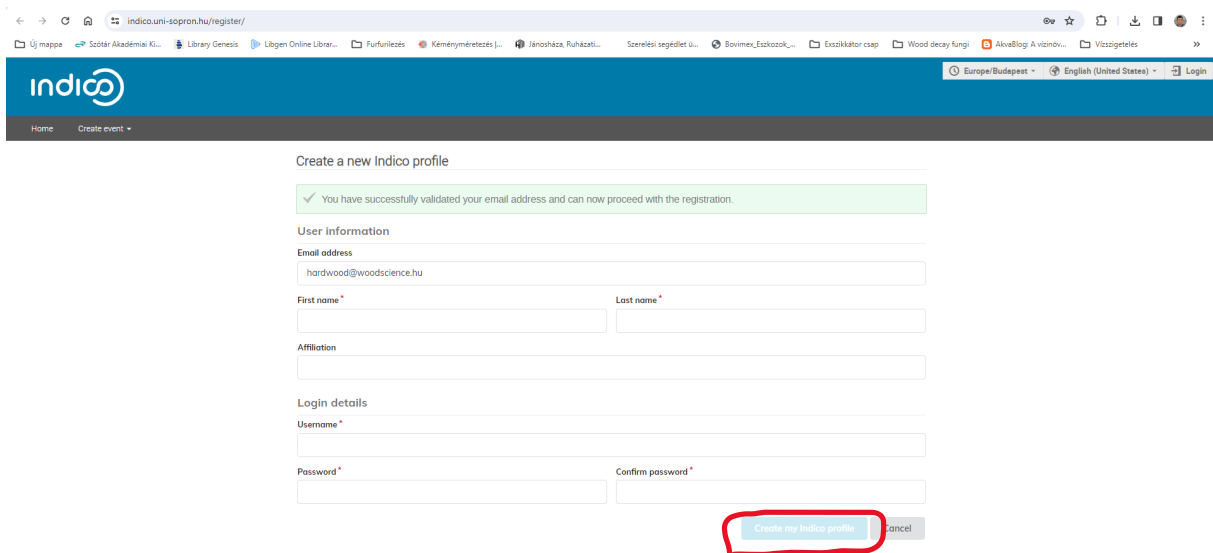 indico.uni-sopron.hu/register/
Új mappa Szótár Akadémiai Ki... Library Genesis Libgen Online Librar... Furfurilezés Kéményméretezés |... Jánosháza, Ruházati... Szerelési segédlet ú... Bovimex_Eszkozok_... Exszikkátor csap Wood decay fungi AkvaBlog: A vízinöv... Vízszigetelés »
indico
Europe/Budapest English (United States) Login
Home Create event
Create a new Indico profile
You have successfully validated your email address and can now proceed with the registration.
User information
Email address
hardwood@woodscience.hu
First name * Last name *
Affiliation
Login details
Username *
Password * Confirm password *
Create my Indico profile Cancel